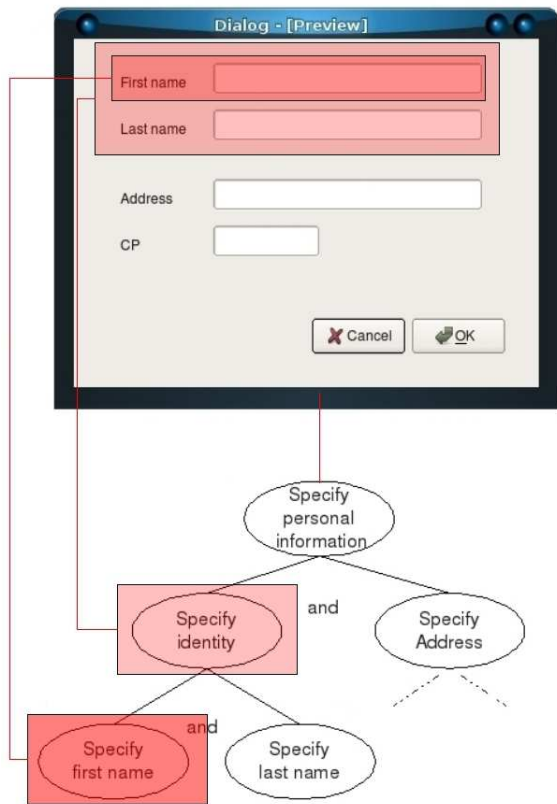 Dialog - [Preview]
First name
Last name
Address
CP
Cancel
OK
Specify
personal
information
Specify
identity
and
Specify
Address
and
Specify
first name
Specify
last name